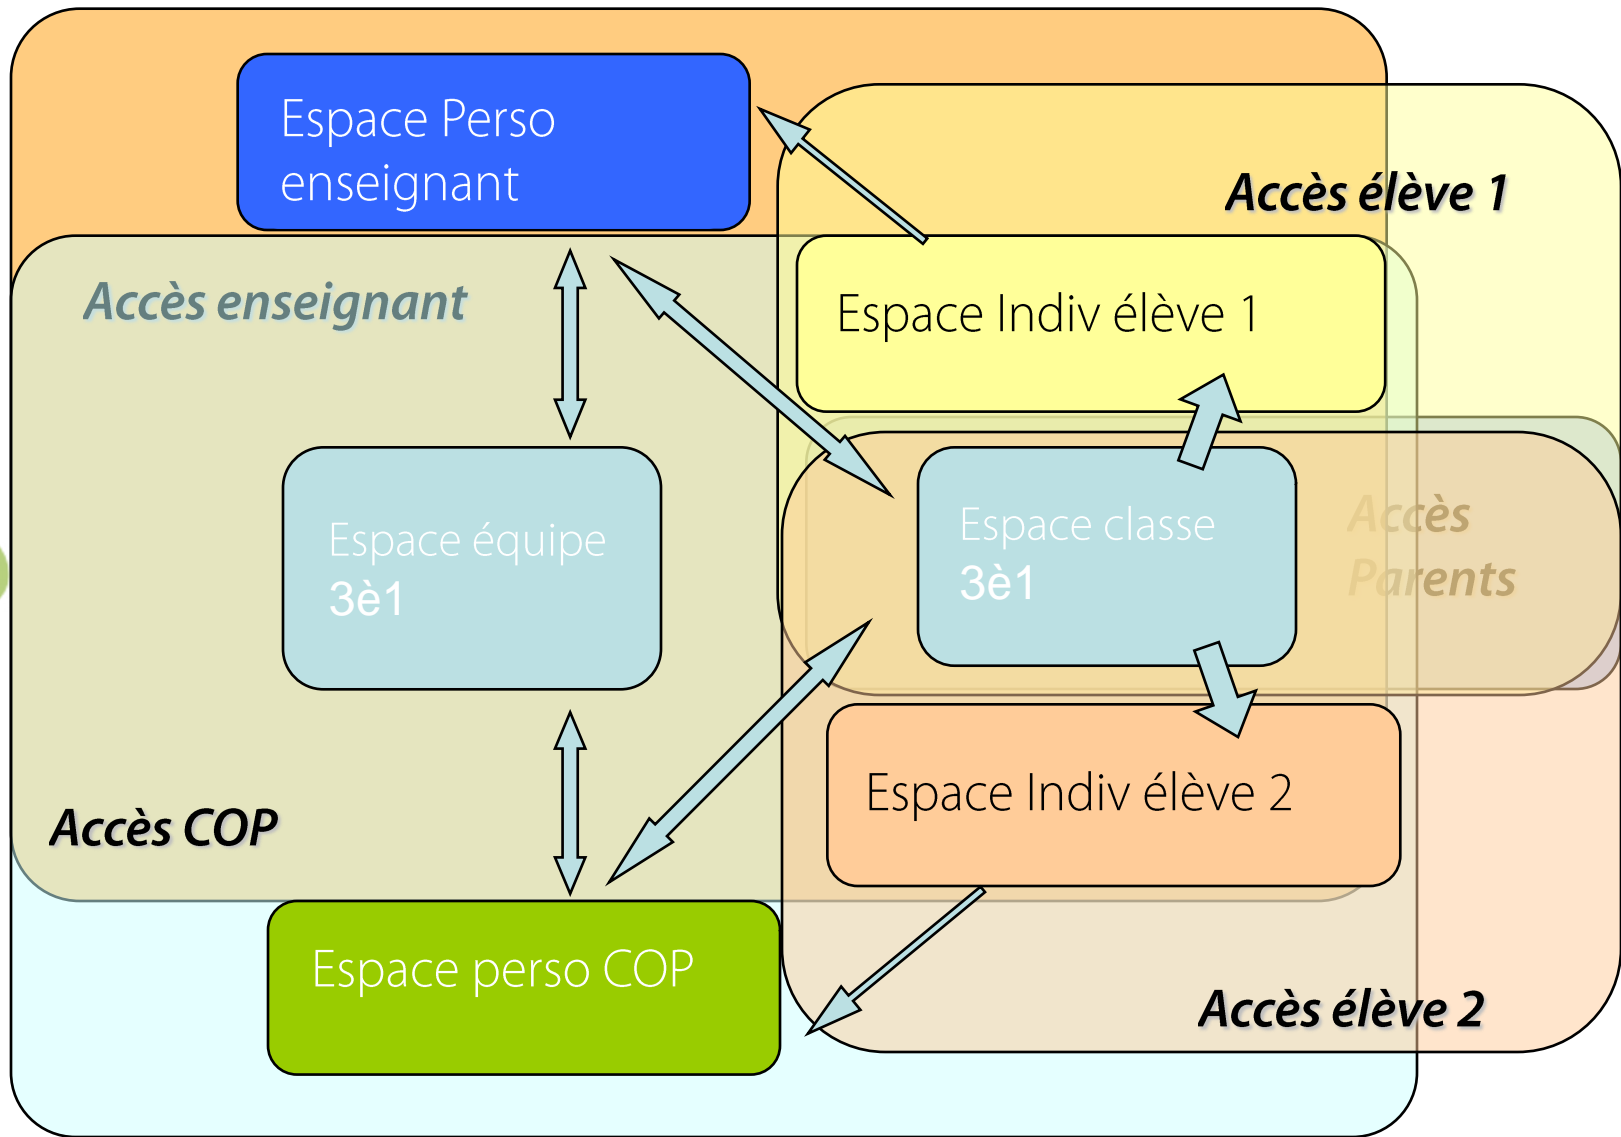 Espace Perso
enseignant
Accès élève 1
Accès enseignant
Espace Indiv élève 1
Espace équipe
3è1
Espace classe
3è1
Accès
Parents
Espace Indiv élève 2
Accès COP
Espace perso COP
Accès élève 2